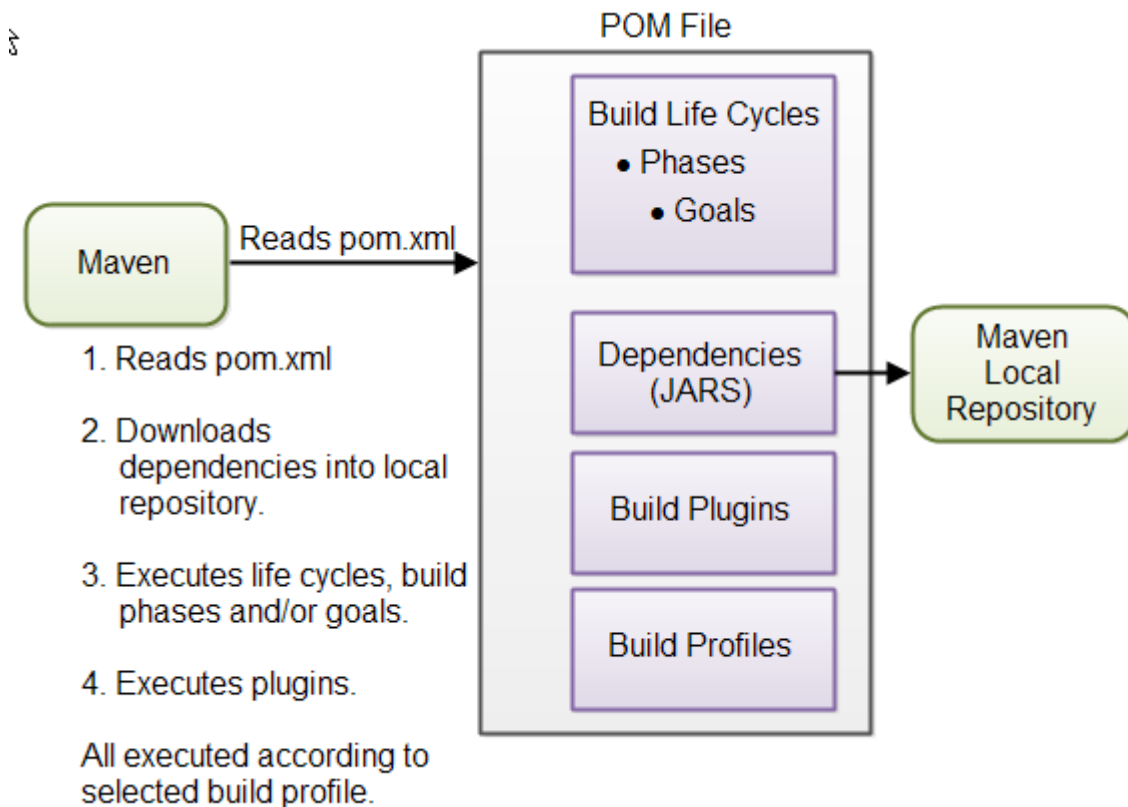 POM File
Build Life Cycles
• Phases
• Goals
Maven
Reads pom.xml
Dependencies
(JARS)
Maven
Local
Repository
Build Plugins
Build Profiles
1. Reads pom.xml
2. Downloads
dependencies into local
repository.
3. Executes life cycles, build
phases and/or goals.
4. Executes plugins.
All executed according to
selected build profile.